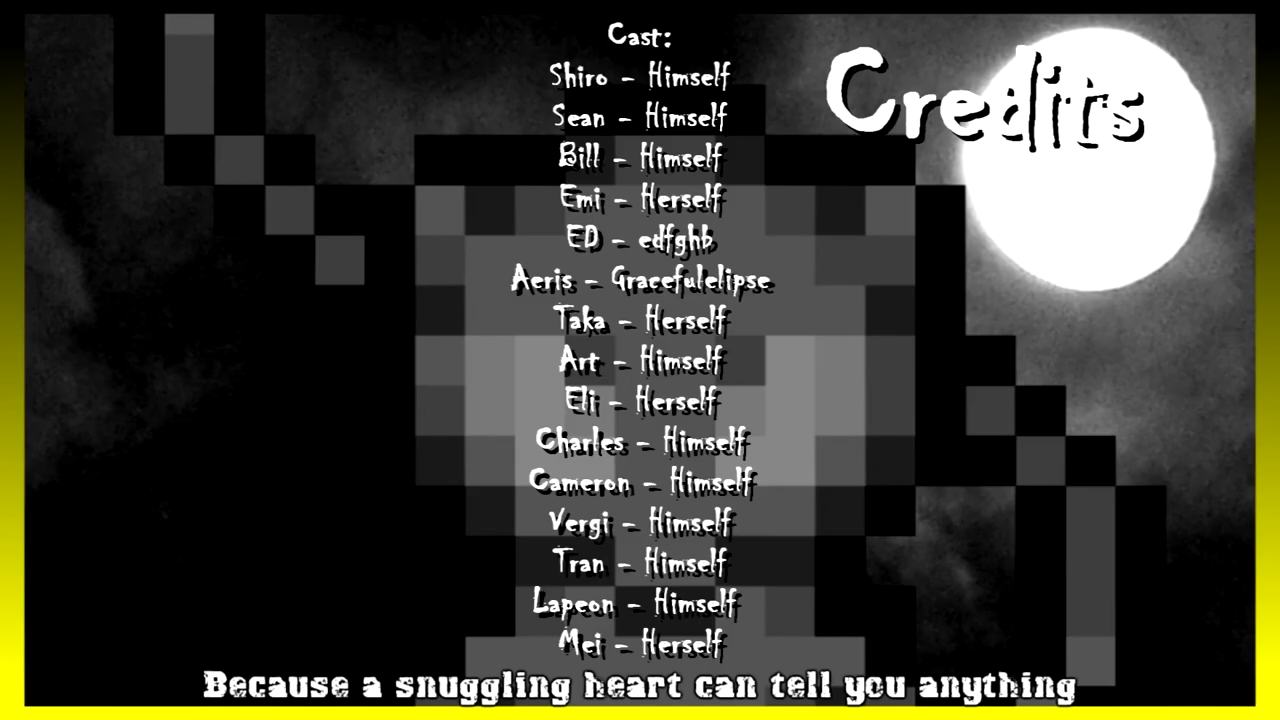 Credits
Cast:
Shiro - Himself
Sean - Himself
Bill - Himself
Emi - Herself
ED - edfghb
Aeris - Gracefulelipse
Taka - Herself
Art - Himself
Eli - Herself
Charles - Himself
Cameron - Himself
Vergi - Himself
Tran - Himself
Lapeon - Himself
Mei - Herself
Because a snuggling heart can tell you anything